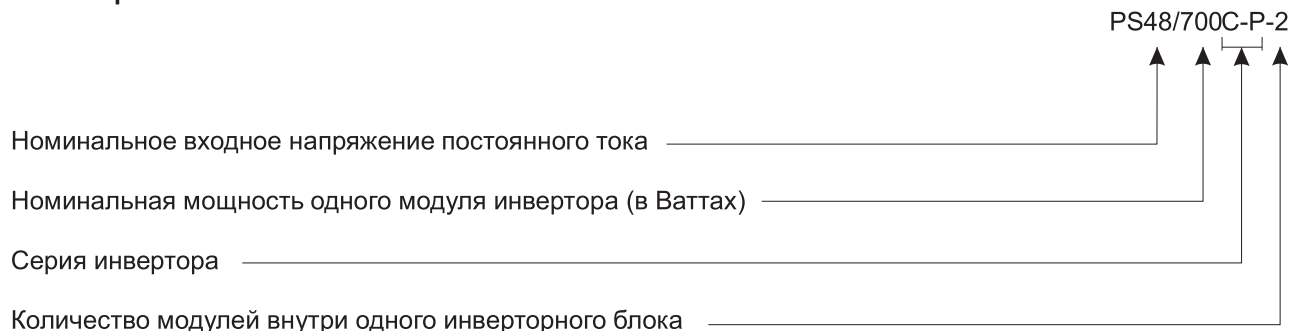 PS48/700C-P-2
Номинальное входное напряжение постоянного тока
Номинальная мощность одного модуля инвертора (в Ваттах)
Серия инвертора
Количество модулей внутри одного инверторного блока